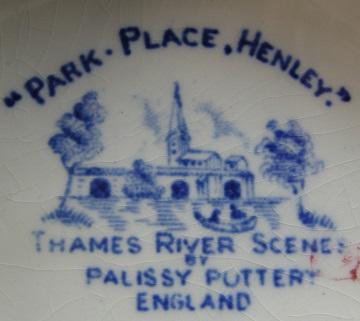 "PARK. PLACE, HENLEY."
THAMES RIVER SCENES
BY
PALISSY POTTERY
ENGLAND